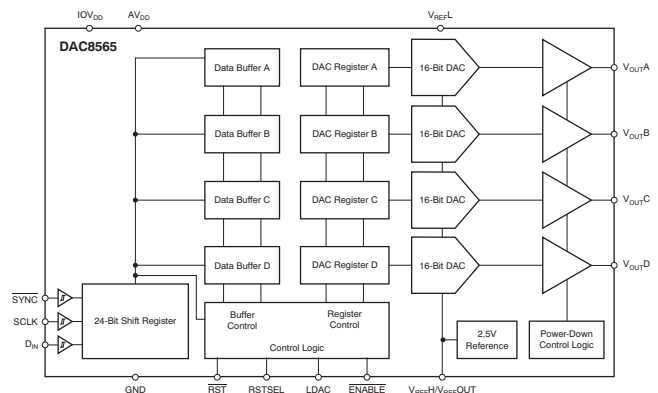 IOVDD AVDD VREFL
DAC8565
Data Buffer A DAC Register A 16-Bit DAC VOUTA
Data Buffer B DAC Register B 16-Bit DAC VOUTB
Data Buffer C DAC Register C 16-Bit DAC VOUTC
Data Buffer D DAC Register D 16-Bit DAC VOUTD
SYNC
SCLK
DIN
24-Bit Shift Register
Buffer
Control
Register
Control
Control Logic
2.5V
Reference
Power-Down
Control Logic
GND RST RSTSEL LDAC ENABLE VREFH/VREFOUT